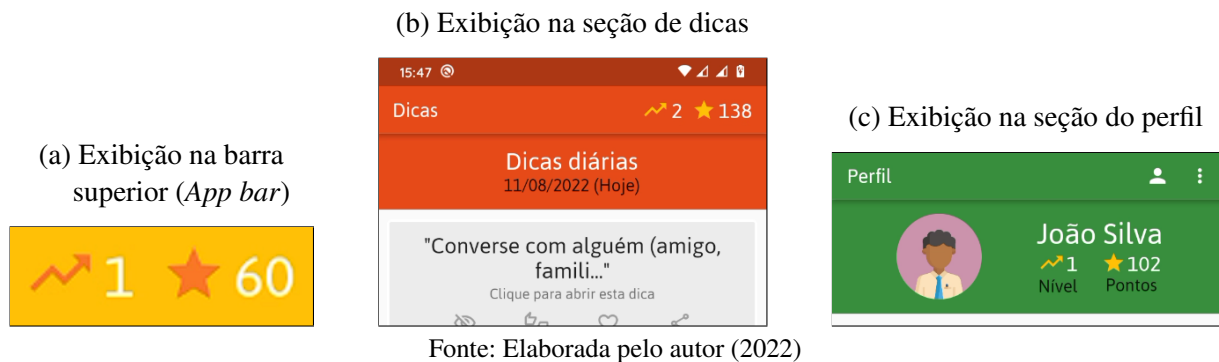 (a) Exibição na barra
superior (App bar)
1 60
(b) Exibição na seção de dicas
15:47
Dicas 2 138
Dicas diárias
11/08/2022 (Hoje)
"Converse com alguém (amigo,
famili..."
Clique para abrir esta dica
(c) Exibição na seção do perfil
Perfil
João Silva
1 102
Nível Pontos
Fonte: Elaborada pelo autor (2022)